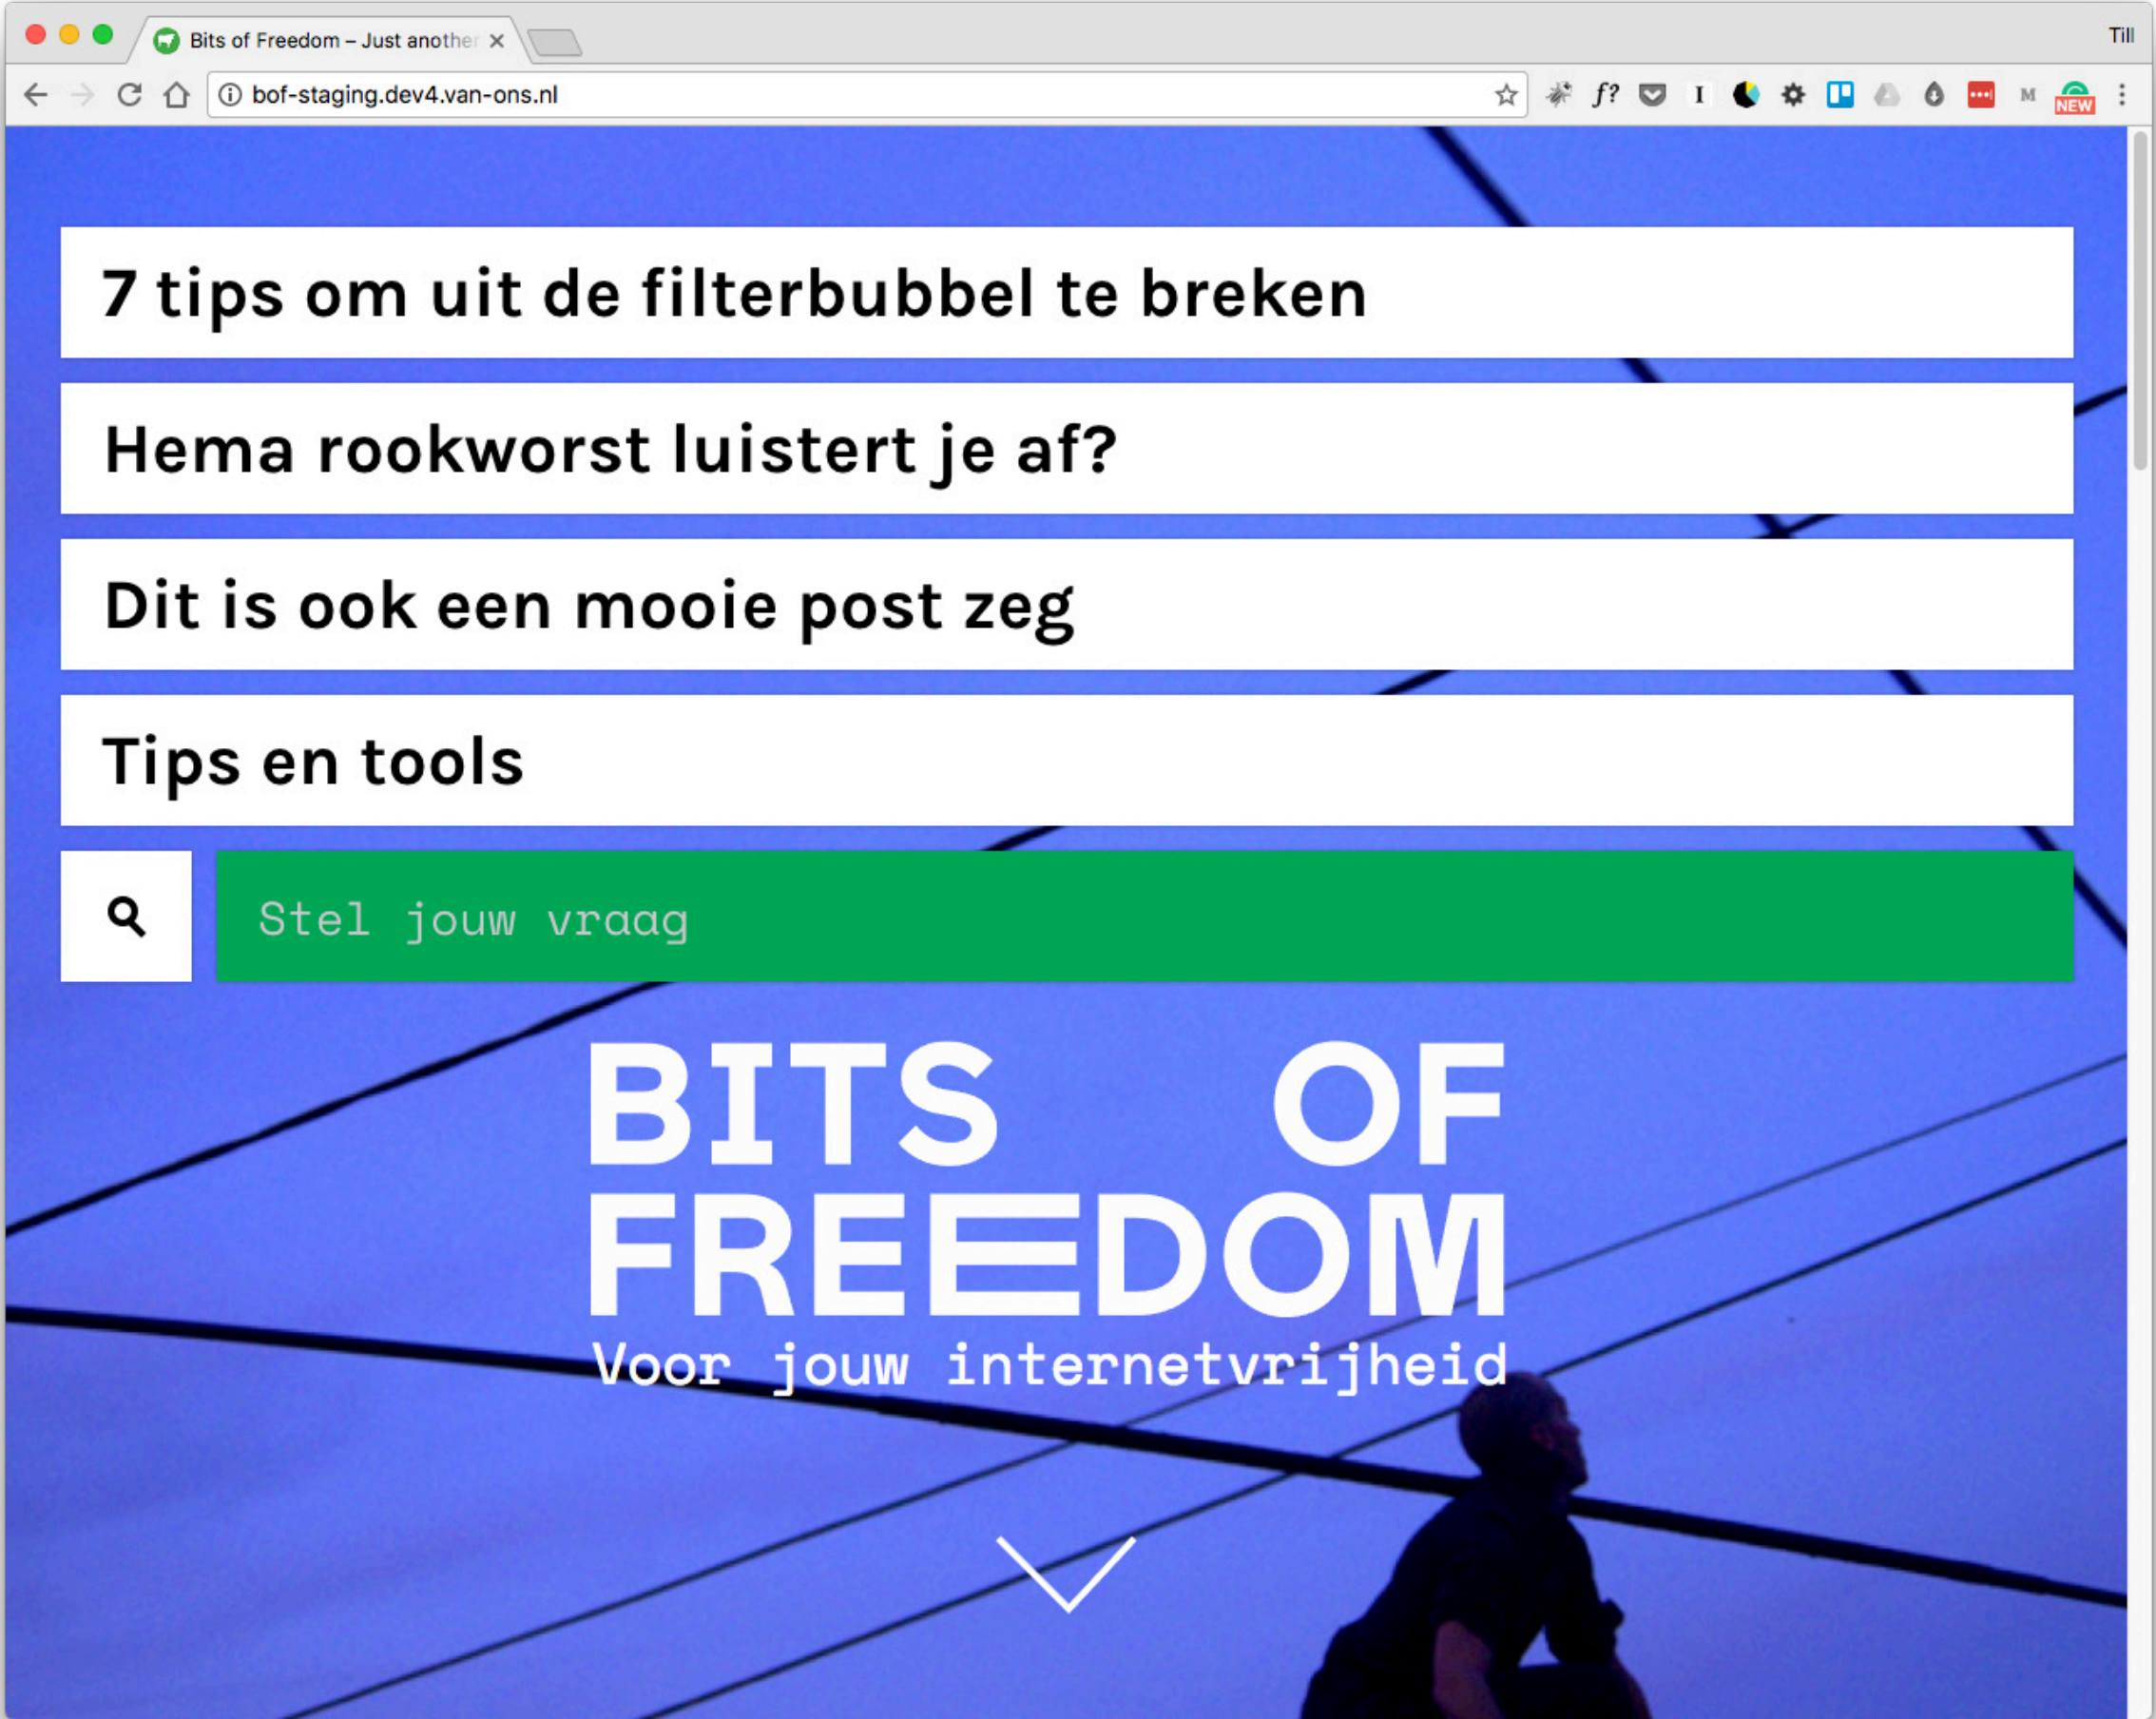 Bits of Freedom – Just another
Till
bof-staging.dev4.van-ons.nl
f?
I
M
NEW
7 tips om uit de filterbubbel te breken
Hema rookworst luistert je af?
Dit is ook een mooie post zeg
Tips en tools
Stel jouw vraag
BITS OF
FREEDOM
Voor jouw internetvrijheid